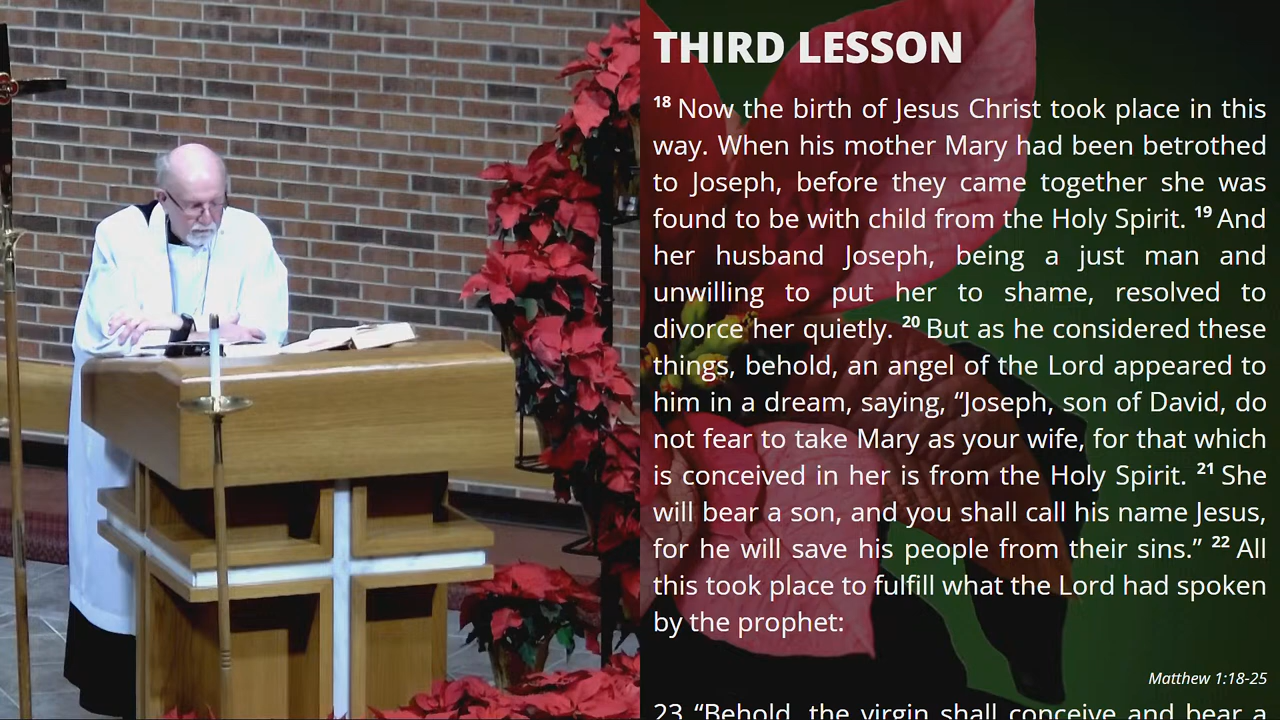 THIRD LESSON
18 Now the birth of Jesus Christ took place in this
way. When his mother Mary had been betrothed
to Joseph, before they came together she was
found to be with child from the Holy Spirit. 19 And
her husband Joseph, being a just man and
unwilling to put her to shame, resolved to
divorce her quietly. 20 But as he considered these
things, behold, an angel of the Lord appeared to
him in a dream, saying, “Joseph, son of David, do
not fear to take Mary as your wife, for that which
is conceived in her is from the Holy Spirit. 21 She
will bear a son, and you shall call his name Jesus,
for he will save his people from their sins.” 22 All
this took place to fulfill what the Lord had spoken
by the prophet:
Matthew 1:18-25
23 “Behold, the virgin shall conceive and bear a